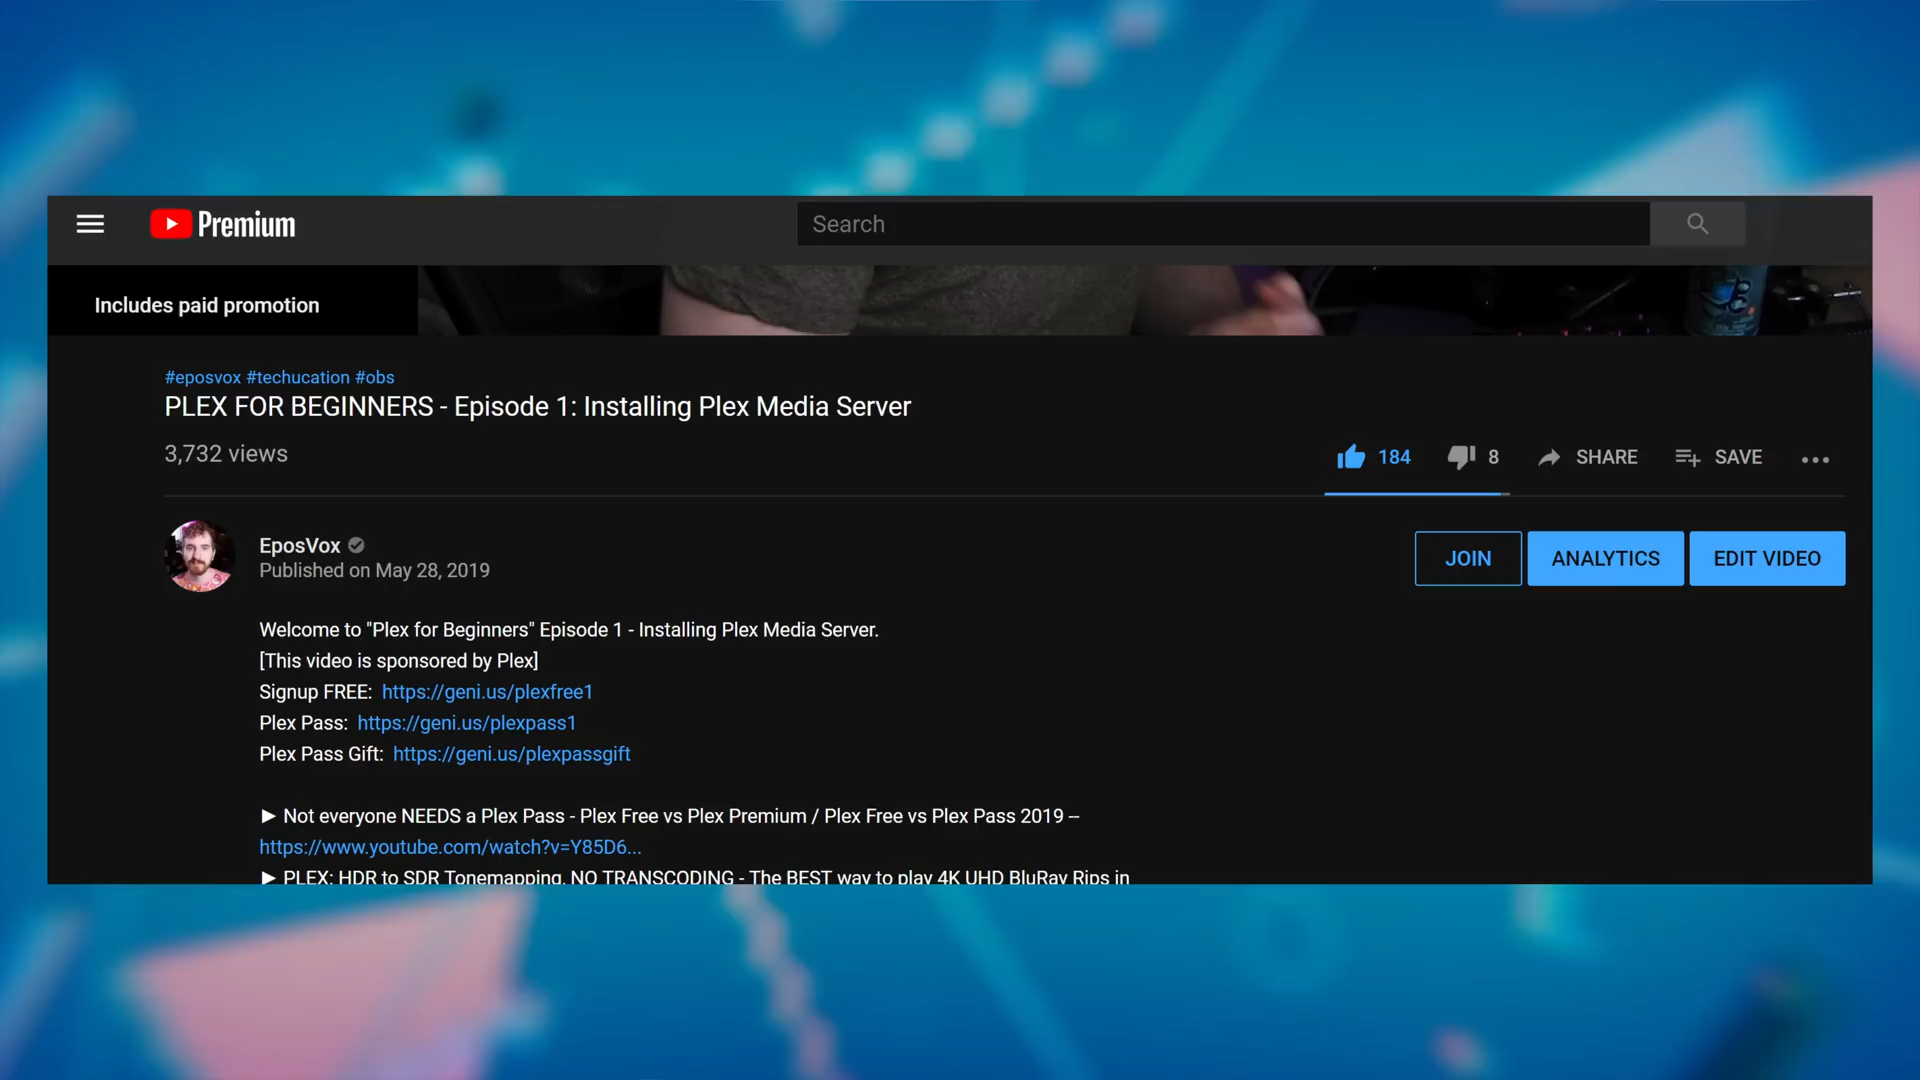 Premium
Search
Includes paid promotion
#eposvox #techucation #obs
PLEX FOR BEGINNERS - Episode 1: Installing Plex Media Server
3,732 views
184 8 SHARE SAVE
EposVox
Published on May 28, 2019
JOIN ANALYTICS EDIT VIDEO
Welcome to "Plex for Beginners" Episode 1 - Installing Plex Media Server.
[This video is sponsored by Plex]
Signup FREE: https://geni.us/plexfree1
Plex Pass: https://geni.us/plexpass1
Plex Pass Gift: https://geni.us/plexpassgift
► Not everyone NEEDS a Plex Pass - Plex Free vs Plex Premium / Plex Free vs Plex Pass 2019 --
https://www.youtube.com/watch?v=Y85D6...
► PLEX: HDR to SDR Tonemapping, NO TRANSCODING - The BEST way to play 4K UHD BluRay Rips in